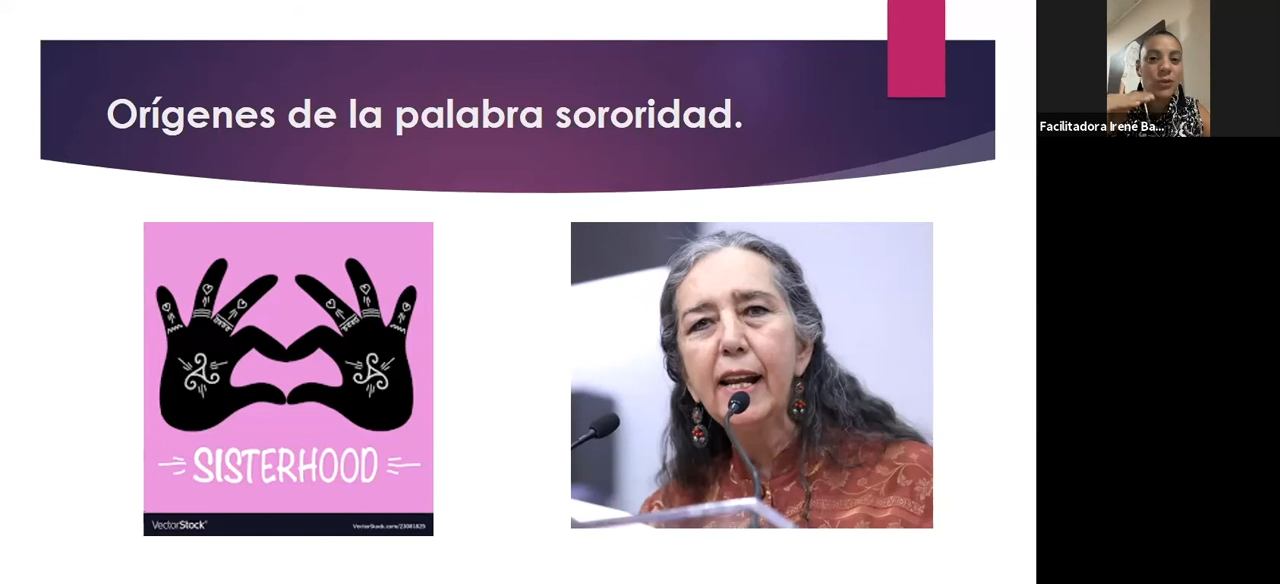 Orígenes de la palabra sororidad.
Facilitadora Irene Ba...
SISTERHOOD
VectorStock®
VectorStock.com/23081825